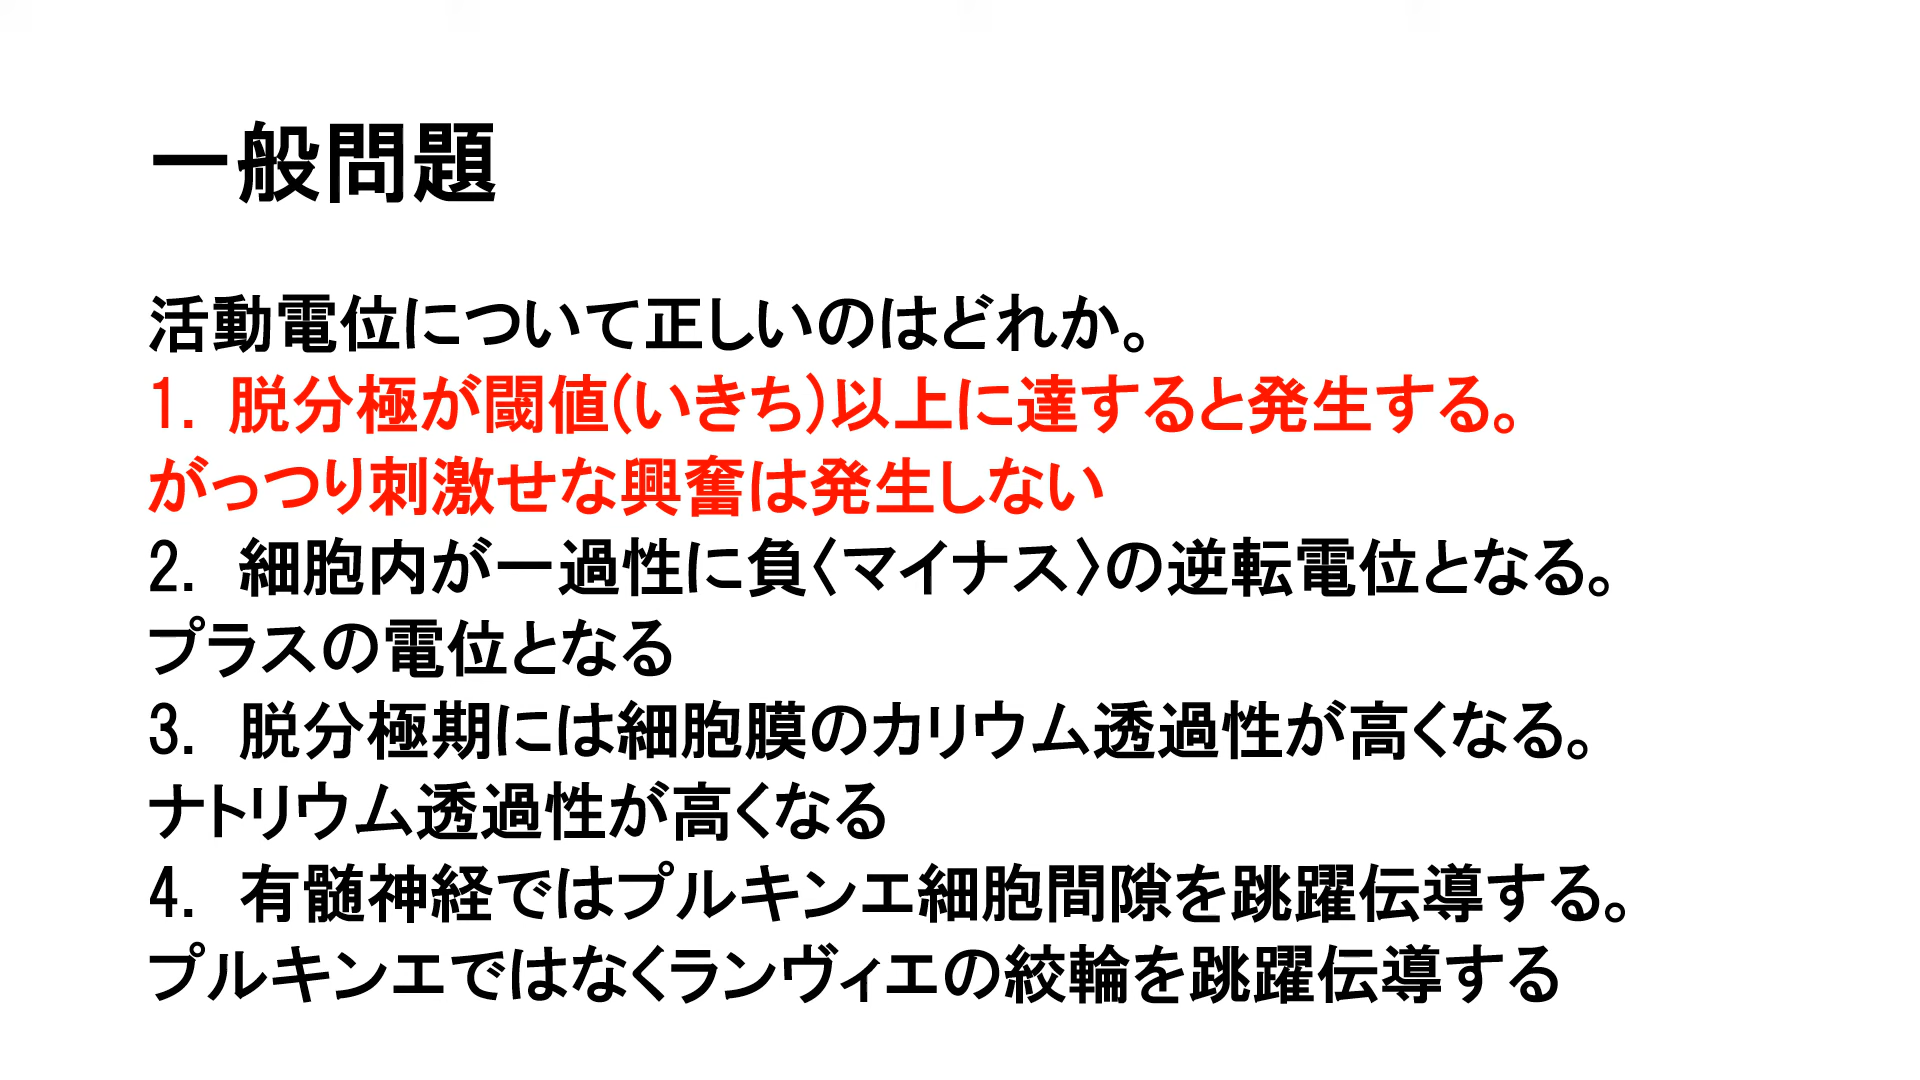 一般問題
活動電位について正しいのはどれか。
1. 脱分極が閾値(いきち)以上に達すると発生する。
がっつり刺激せな興奮は発生しない
2. 細胞内が一過性に負〈マイナス〉の逆転電位となる。
プラスの電位となる
3. 脱分極期には細胞膜のカリウム透過性が高くなる。
ナトリウム透過性が高くなる
4. 有髄神経ではプルキンエ細胞間隙を跳躍伝導する。
プルキンエではなくランヴィエの絞輪を跳躍伝導する